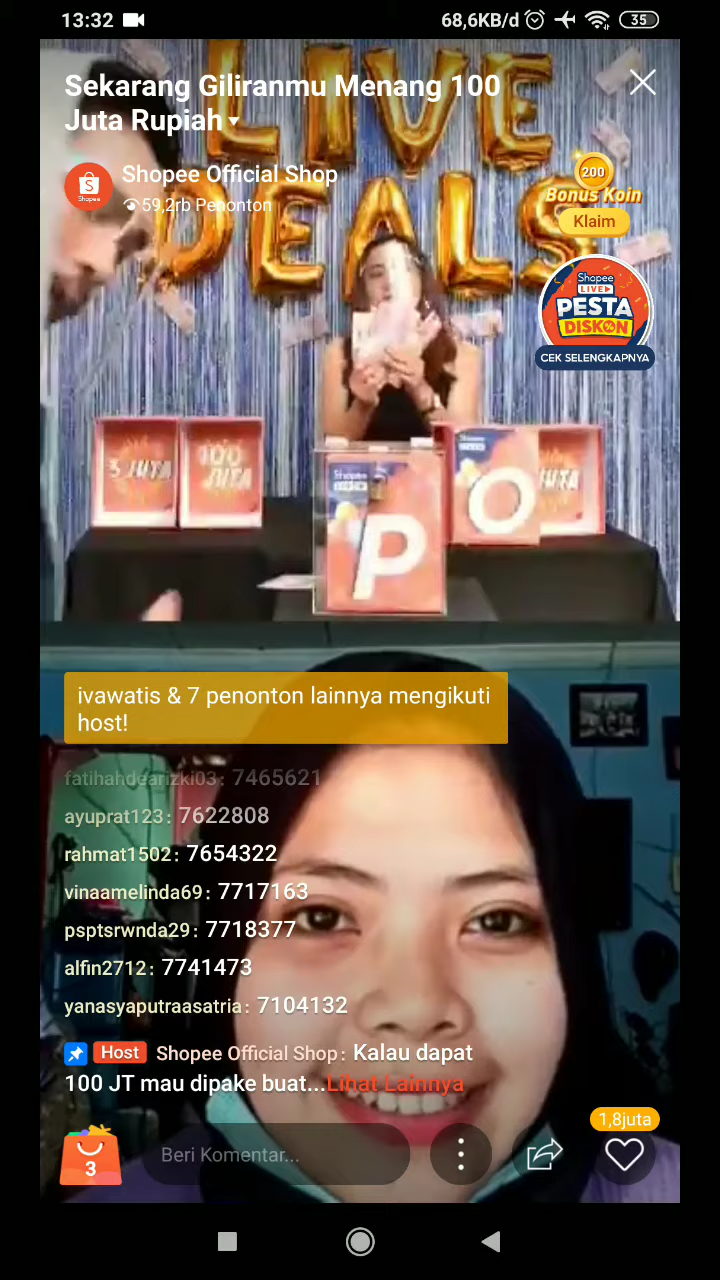 13:32
68,6KB/d
35
LIVE
DEALS
Sekarang Giliranmu Menang 100
Juta Rupiah
Shopee
Shopee Official Shop
59,2rb Penonton
200
Bonus Koin
Klaim
Shopee
LIVE
PESTA
DISKON
CEK SELENGKAPNYA
3 JUTA
100
JUTA
Shopee
P
O
JUTA
ivawatis & 7 penonton lainnya mengikuti
host!
fatihahdearizki03: 7465621
ayuprat123: 7622808
rahmat1502: 7654322
vinaamelinda69: 7717163
psptsrwnda29: 7718377
alfin2712: 7741473
yanasyaputraasatria: 7104132
Host Shopee Official Shop: Kalau dapat
100 JT mau dipake buat...Lihat Lainnya
1,8juta
3
Beri Komentar...